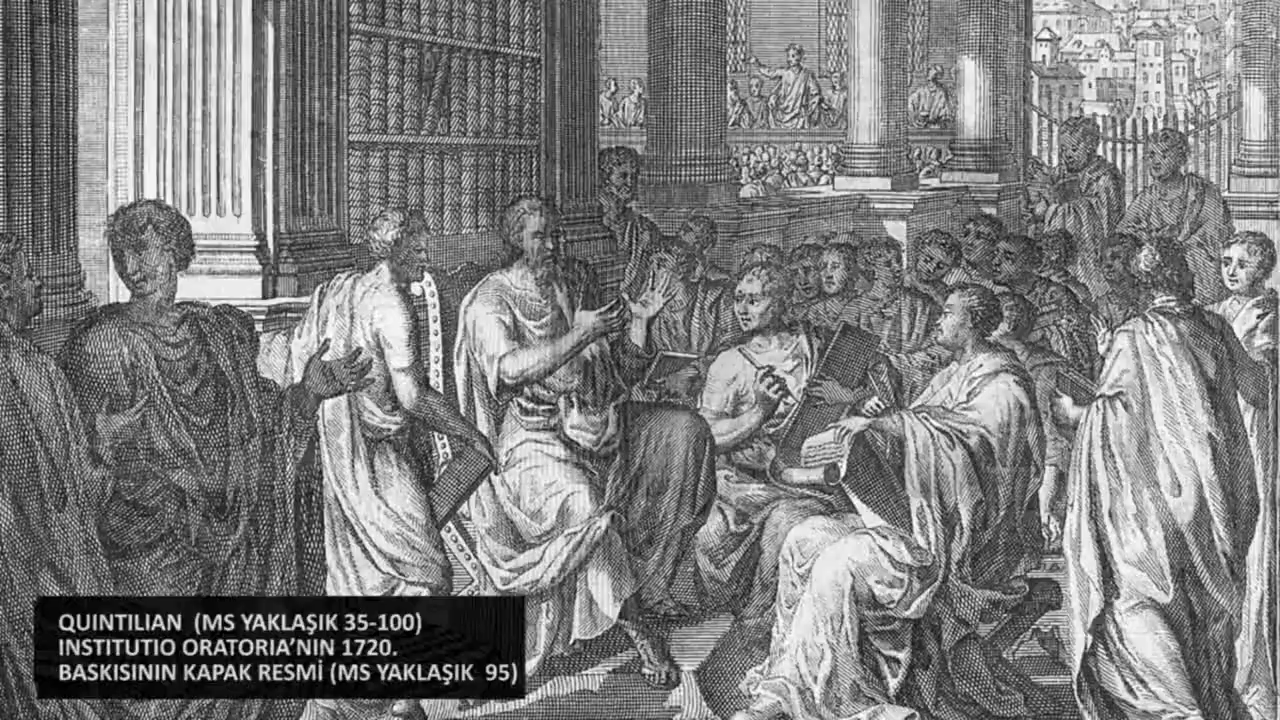 QUINTILIAN (MS YAKLAŞIK 35-100)
INSTITUTIO ORATORIA’NIN 1720.
BASKISININ KAPAK RESMİ (MS YAKLAŞIK 95)